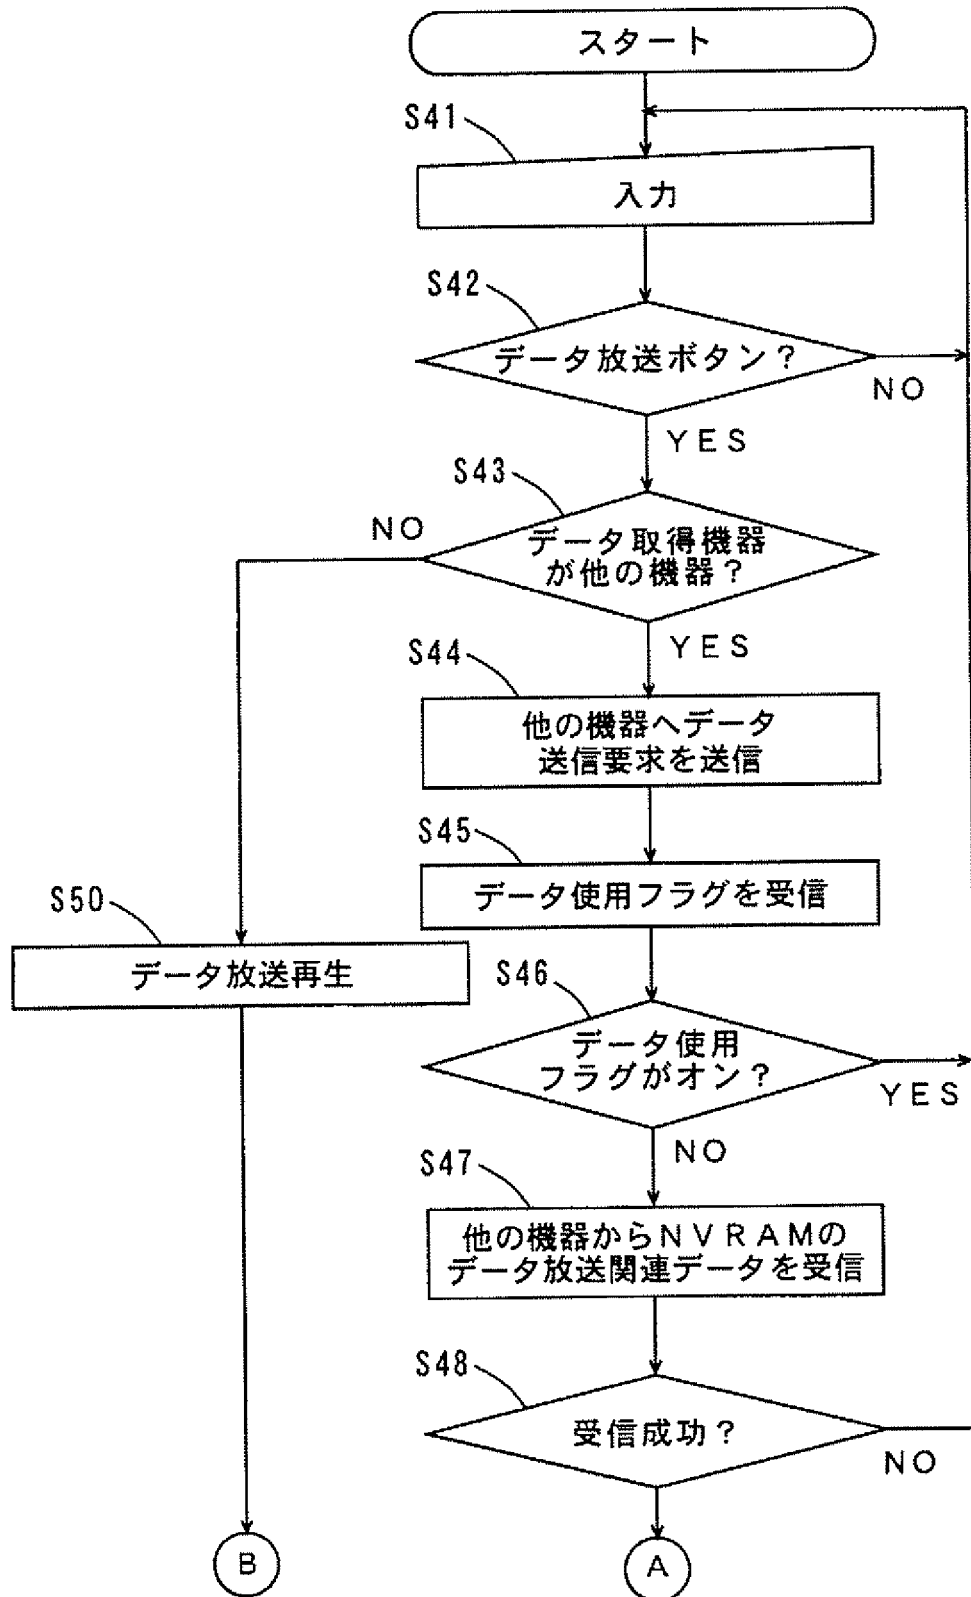 スタート
S41
入力
S42
データ放送ボタン？
NO
YES
S43
NO
データ取得機器
が他の機器？
YES
S44
他の機器へデータ
送信要求を送信
S45
データ使用フラグを受信
S50
データ放送再生
S46
データ使用
フラグがオン？
YES
NO
S47
他の機器からNVRAMの
データ放送関連データを受信
S48
受信成功？
NO
B
A